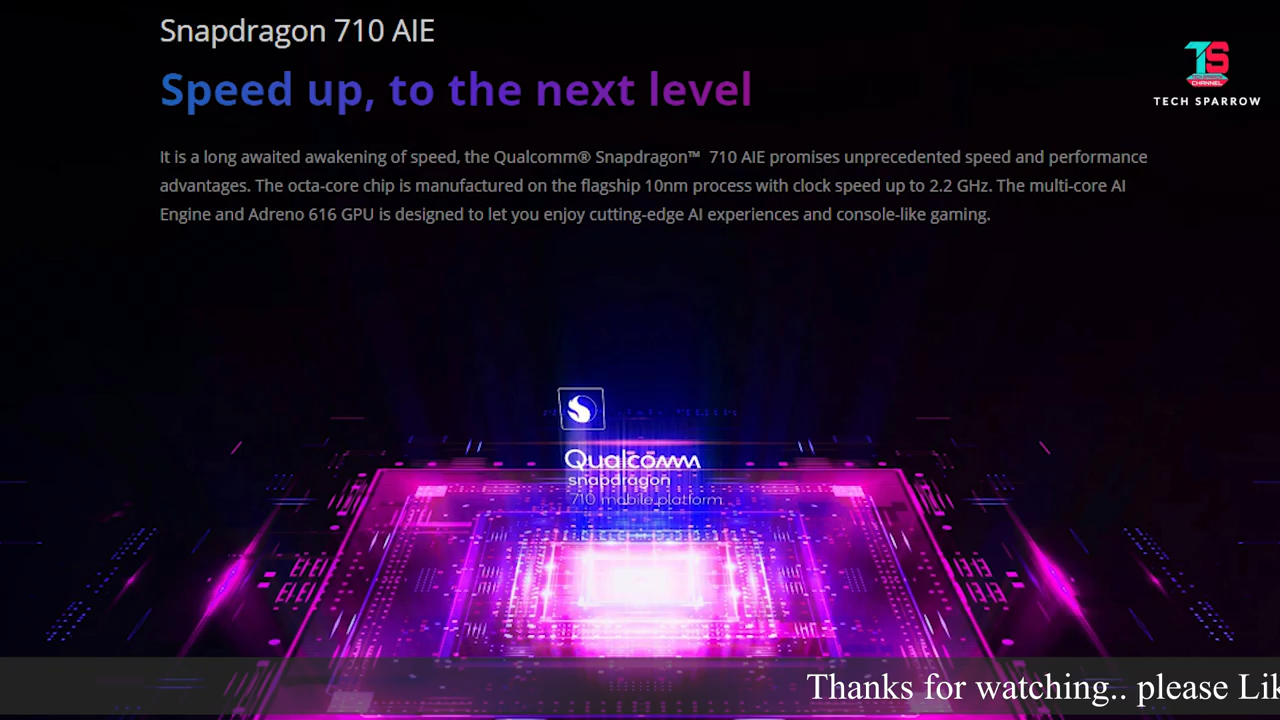 Snapdragon 710 AIE
Speed up, to the next level
It is a long awaited awakening of speed, the Qualcomm® Snapdragon™ 710 AIE promises unprecedented speed and performance
advantages. The octa-core chip is manufactured on the flagship 10nm process with clock speed up to 2.2 GHz. The multi-core AI
Engine and Adreno 616 GPU is designed to let you enjoy cutting-edge AI experiences and console-like gaming.
TS
CHANNEL
TECH SPARROW
Qualcomm
snapdragon
710 mobile platform
Thanks for watching.. please Lik